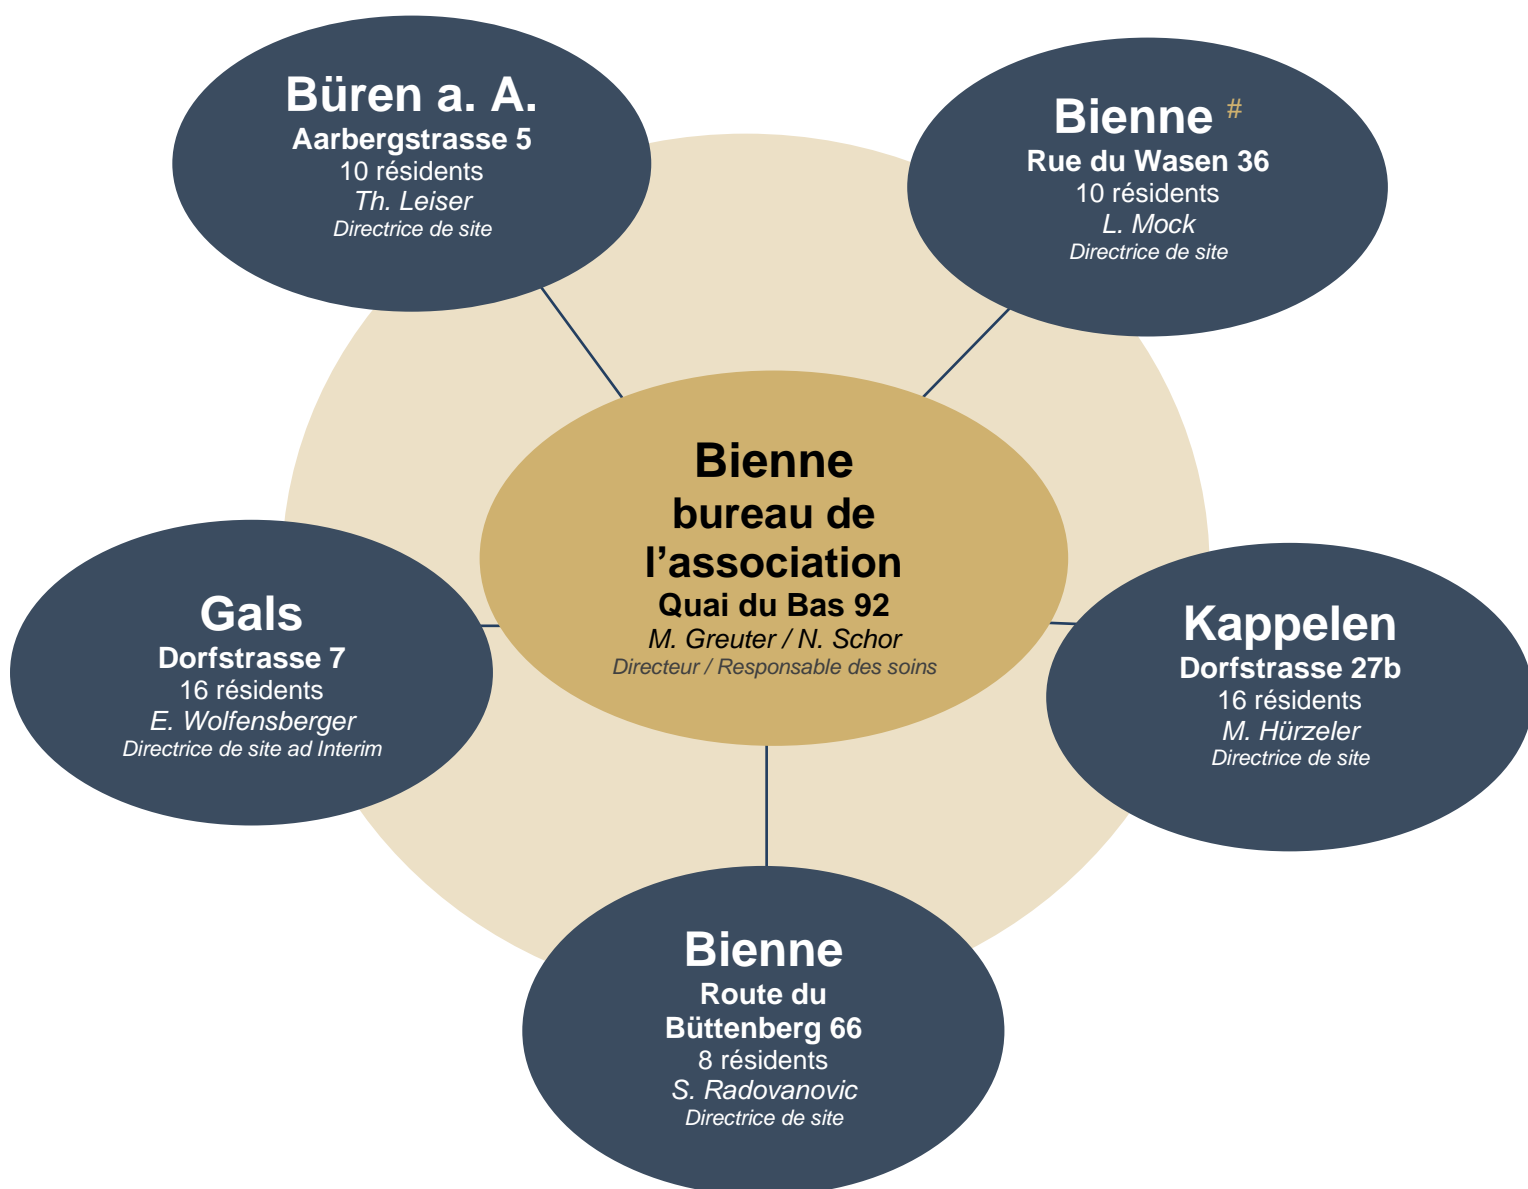 Büren a. A.
Aarbergstrasse 5
10 résidents
Th. Leiser
Directrice de site
Bienne #
Rue du Wasen 36
10 résidents
L. Mock
Directrice de site
Bienne
bureau de
l’association
Quai du Bas 92
M. Greuter / N. Schor
Directeur / Responsable des soins
Gals
Dorfstrasse 7
16 résidents
E. Wolfensberger
Directrice de site ad Interim
Kappelen
Dorfstrasse 27b
16 résidents
M. Hürzeler
Directrice de site
Bienne
Route du
Büttenberg 66
8 résidents
S. Radovanovic
Directrice de site